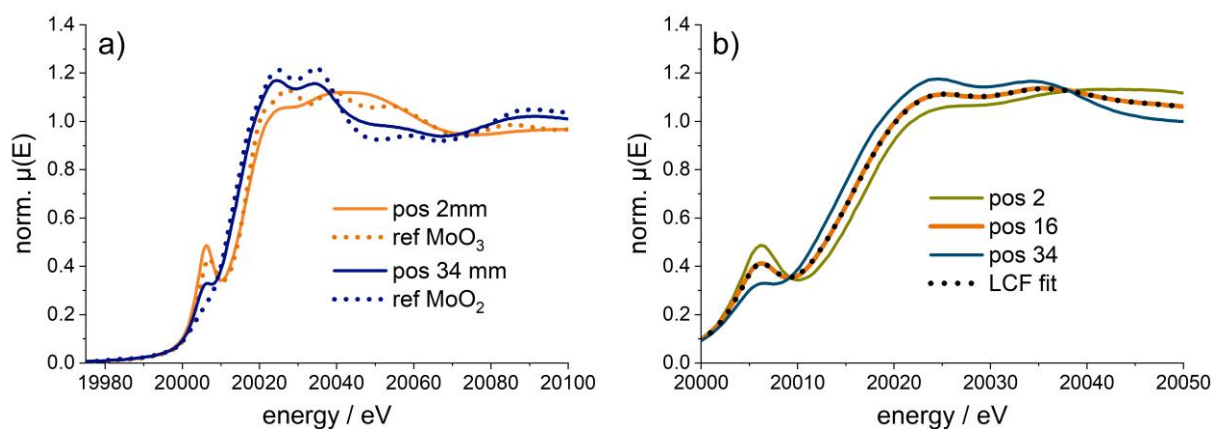 a)
norm. μ(E)
1.4
1.2
1.0
0.8
0.6
0.4
0.2
0.0
pos 2mm
ref MoO₃
pos 34 mm
ref MoO₂
19980 20000 20020 20040 20060 20080 20100
energy / eV
b)
norm. μ(E)
1.4
1.2
1.0
0.8
0.6
0.4
0.2
0.0
pos 2
pos 16
pos 34
LCF fit
20000 20010 20020 20030 20040 20050
energy / eV